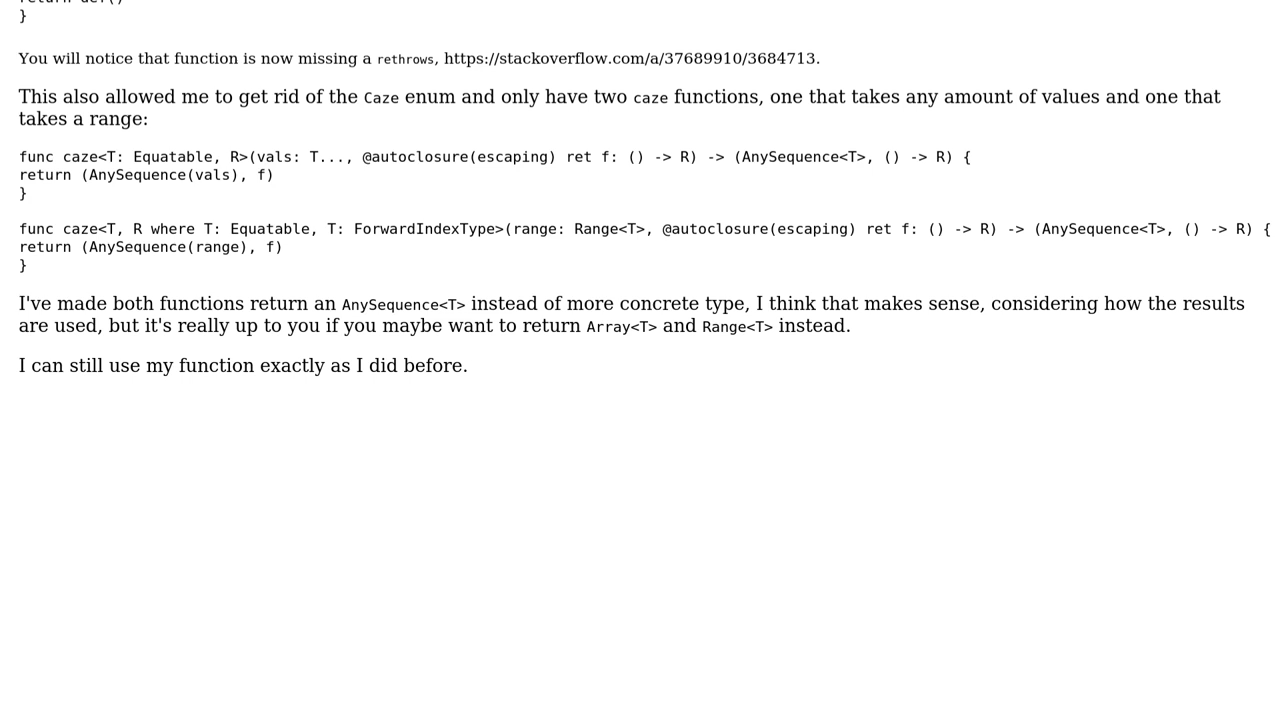 return def()
}
You will notice that function is now missing a rethrows, https://stackoverflow.com/a/37689910/3684713.
This also allowed me to get rid of the Caze enum and only have two caze functions, one that takes any amount of values and one that
takes a range:
func caze<T: Equatable, R>(vals: T..., @autoclosure(escaping) ret f: () -> R) -> (AnySequence<T>, () -> R) {
return (AnySequence(vals), f)
}
func caze<T, R where T: Equatable, T: ForwardIndexType>(range: Range<T>, @autoclosure(escaping) ret f: () -> R) -> (AnySequence<T>, () -> R) {
return (AnySequence(range), f)
}
I've made both functions return an AnySequence<T> instead of more concrete type, I think that makes sense, considering how the results
are used, but it's really up to you if you maybe want to return Array<T> and Range<T> instead.
I can still use my function exactly as I did before.